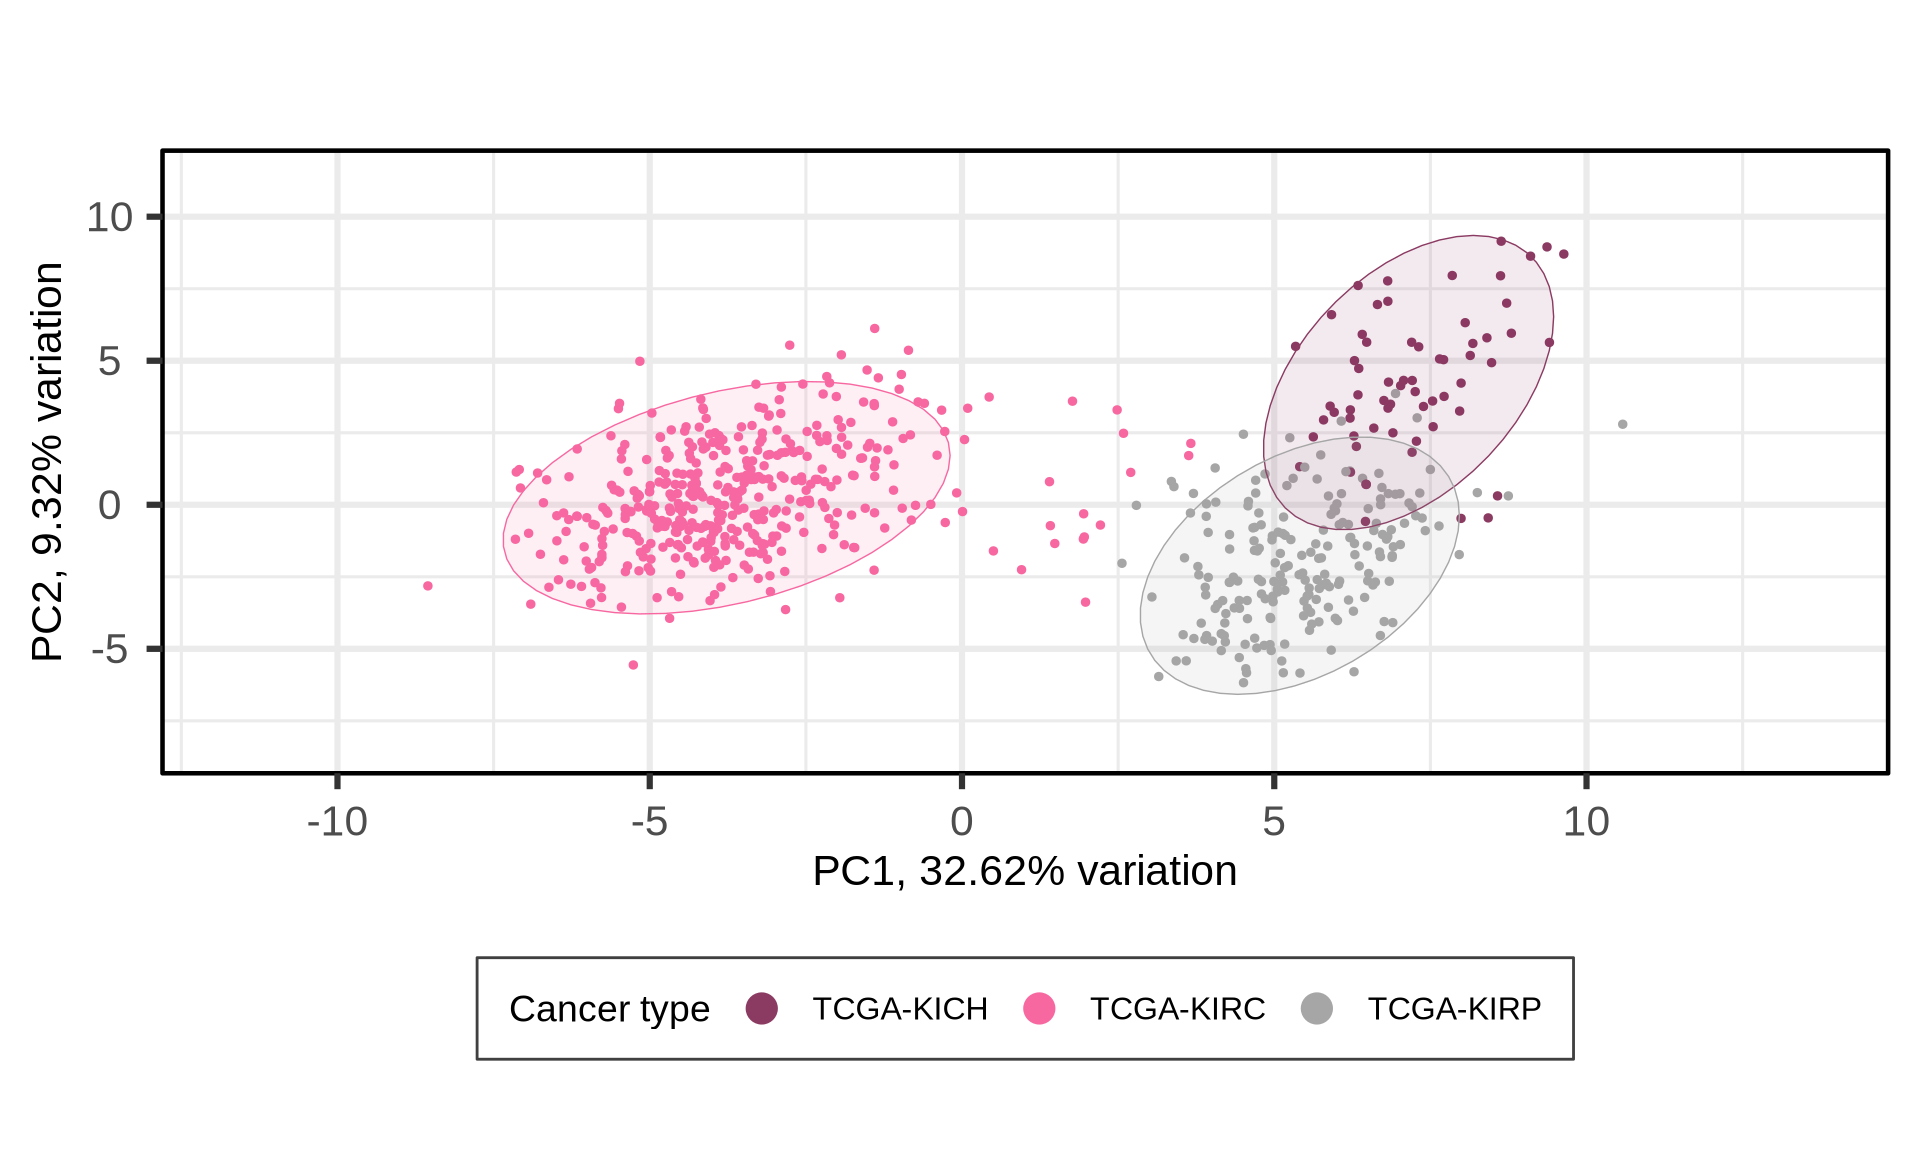 PC2, 9.32% variation
10
5
0
-5
-10 -5 0 5 10
PC1, 32.62% variation
Cancer type TCGA-KICH TCGA-KIRC TCGA-KIRP